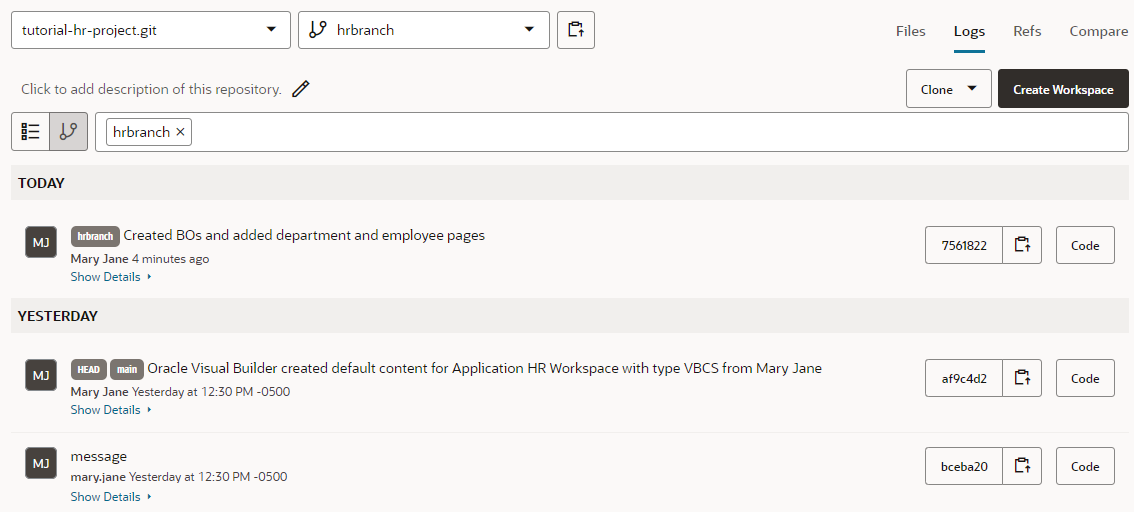 tutorial-hr-project.git
hrbranch
Files
Logs
Refs
Compare
Click to add description of this repository.
Clone
Create Workspace
hrbranch ×
TODAY
MJ
hrbranch Created BOs and added department and employee pages
7561822
Code
Mary Jane 4 minutes ago
Show Details
YESTERDAY
MJ
HEAD main Oracle Visual Builder created default content for Application HR Workspace with type VBCS from Mary Jane
af9c4d2
Code
Mary Jane Yesterday at 12:30 PM -0500
Show Details
MJ
message
bceba20
Code
mary.jane Yesterday at 12:30 PM -0500
Show Details